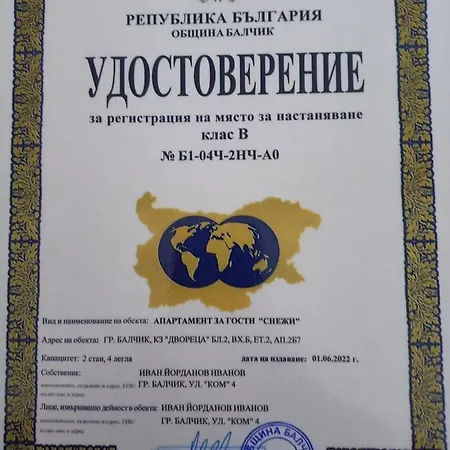 РЕПУБЛИКА БЪЛГАРИЯ
ОБЩИНА БАЛЧИК
УДОСТОВЕРЕНИЕ
за регистрация на място за настаняване
клас В
№ Б1-04Ч-2НЧ-А0
Вид и наименование на обекта: АПАРТАМЕНТ ЗА ГОСТИ "СНЕЖИ"
Адрес на обекта: ГР. БАЛЧИК, КЗ "ДВОРЕЦА" БЛ.2, ВХ.Б, ЕТ.2, АП.2Б7
Капацитет: 2 стаи, 4 легла дата на издаване: 01.06.2022 г.
Собственик: ИВАН ЙОРДАНОВ ИВАНОВ
ГР. БАЛЧИК, УЛ. "КОМ" 4
Лице, извършващо дейност в обекта: ИВАН ЙОРДАНОВ ИВАНОВ
ГР. БАЛЧИК, УЛ. "КОМ" 4
ОБЩИНА БАЛЧ